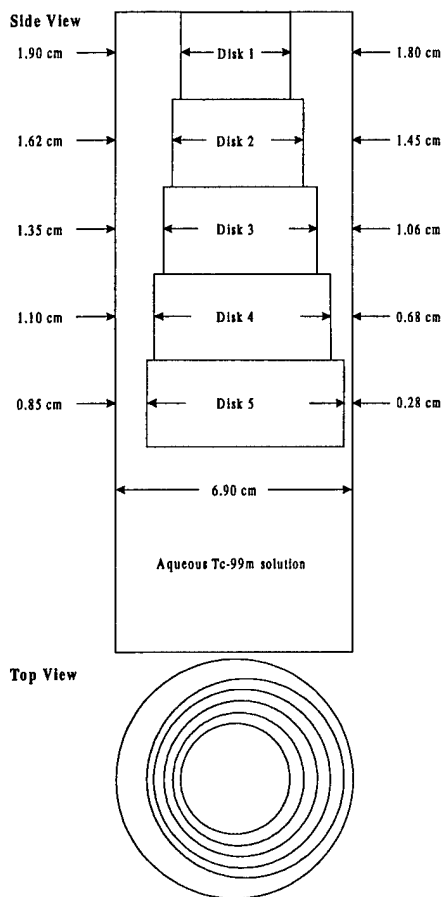 Side View
1.90 cm Disk 1 1.80 cm
1.62 cm Disk 2 1.45 cm
1.35 cm Disk 3 1.06 cm
1.10 cm Disk 4 0.68 cm
0.85 cm Disk 5 0.28 cm
6.90 cm
Aqueous Tc-99m solution
Top View